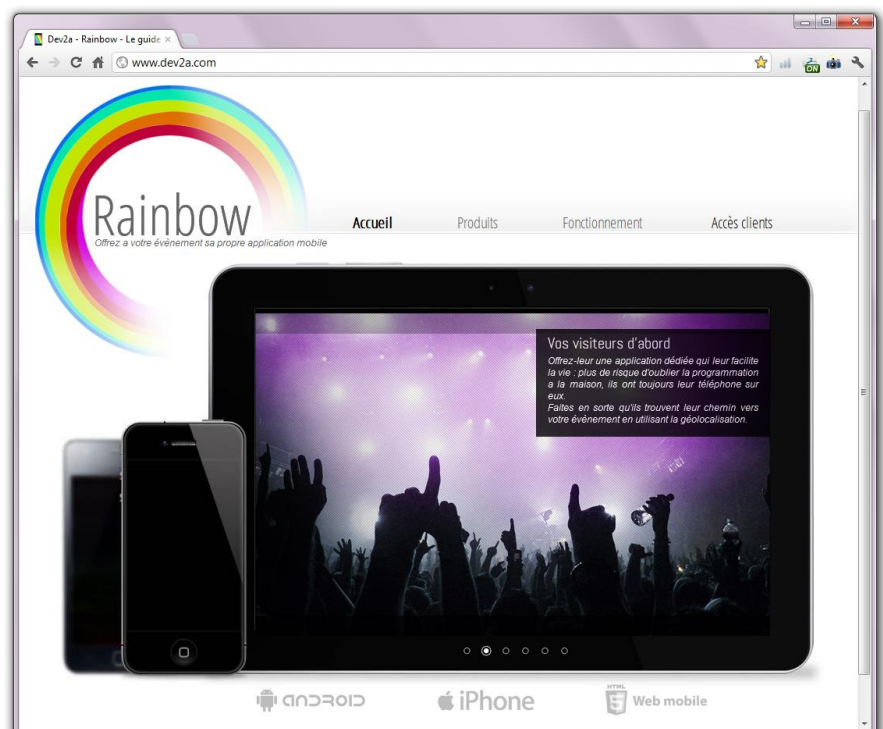 Dev2a - Rainbow - Le guide
www.dev2a.com
ON
Rainbow
Offrez a votre événement sa propre application mobile
Accueil Produits Fonctionnement Accès clients
Vos visiteurs d'abord
Offrez-leur une application dédiée qui leur facilite
la vie : plus de risque d'oublier la programmation
a la maison, ils ont toujours leur téléphone sur
eux.
Faites en sorte qu'ils trouvent leur chemin vers
votre événement en utilisant la géolocalisation.
ANDROID
iPhone
HTML
5
Web mobile